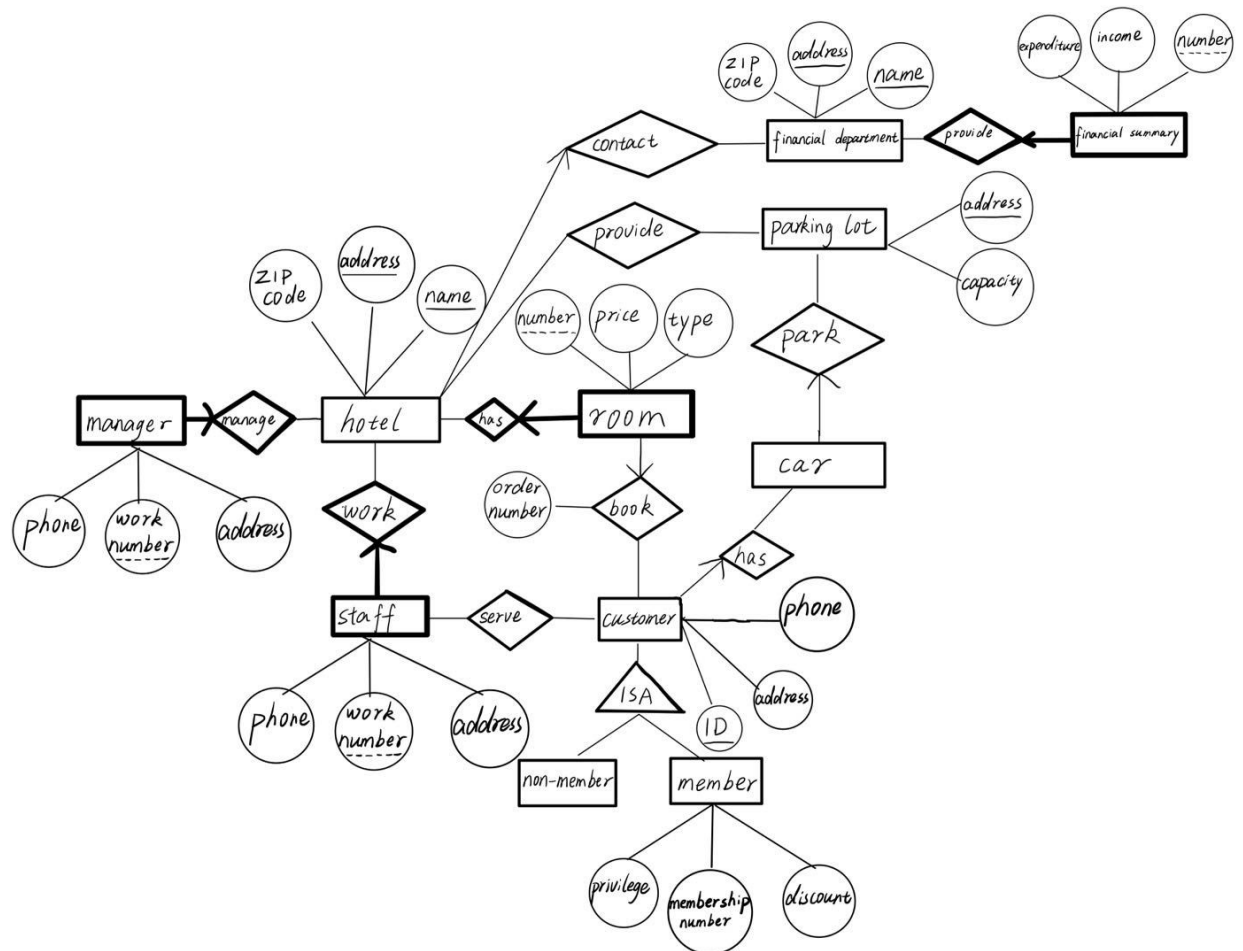 expenditure
income
number
ZIP
code
address
name
contact
financial department
provide
financial summary
provide
parking lot
address
capacity
ZIP
code
address
name
number
price
type
park
manager
manage
hotel
has
room
car
phone
work
number
address
work
order
number
book
has
staff
serve
customer
phone
phone
work
number
address
ISA
ID
address
non-member
member
privilege
membership
number
discount